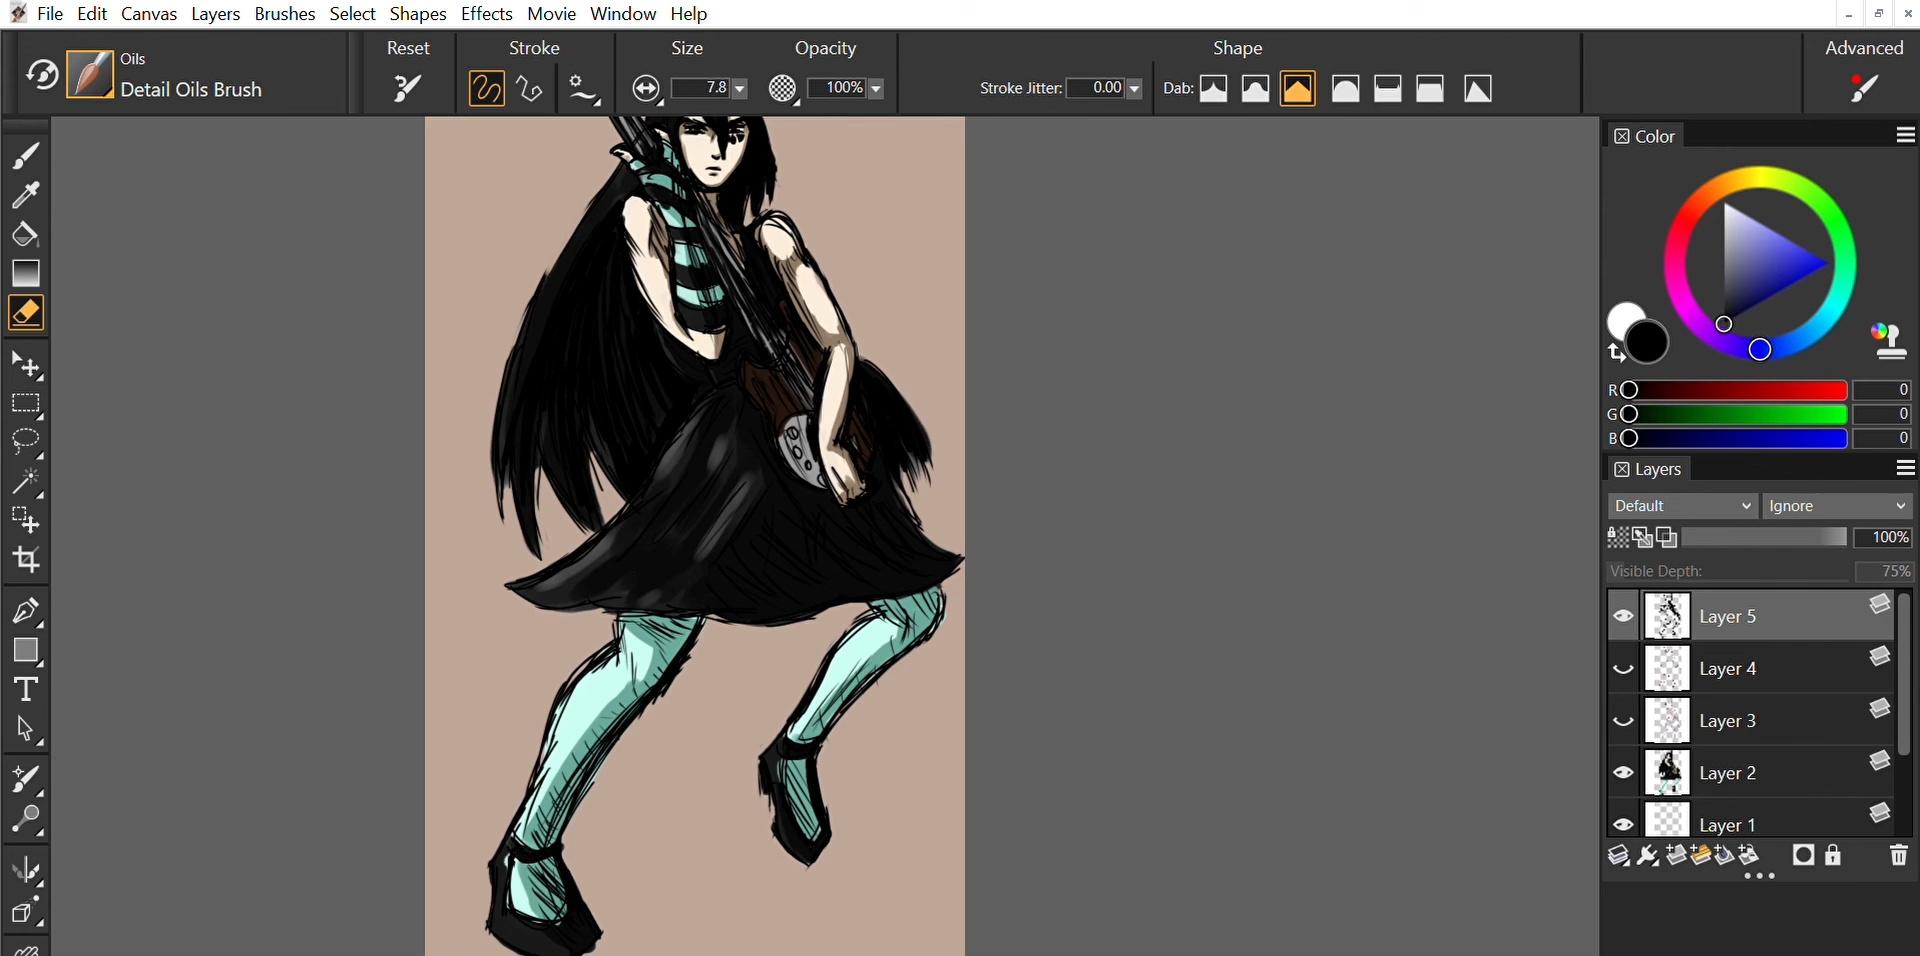 File Edit Canvas Layers Brushes Select Shapes Effects Movie Window Help
Oils
Detail Oils Brush
Reset
Stroke
Size
7.8
Opacity
100%
Shape
Stroke Jitter: 0.00
Dab:
Advanced
Color
R 0
G 0
B 0
Layers
Default Ignore
100%
Visible Depth: 75%
Layer 5
Layer 4
Layer 3
Layer 2
Layer 1
T